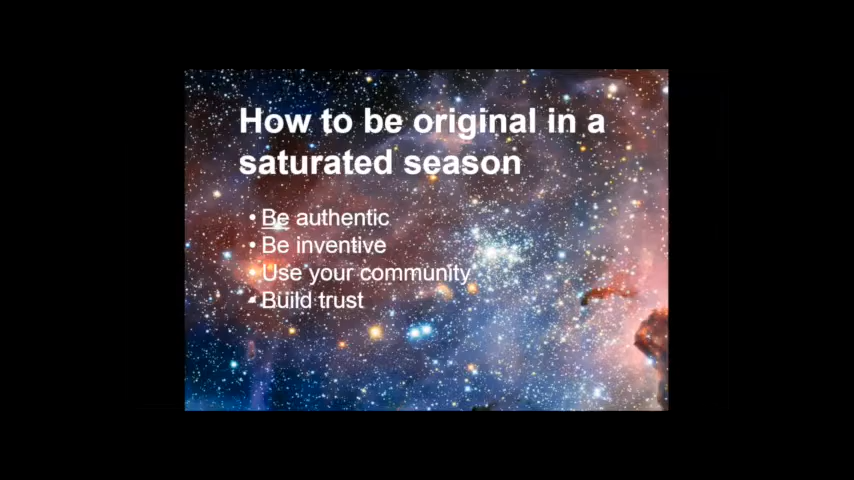 How to be original in a
saturated season
• Be authentic
• Be inventive
• Use your community
• Build trust